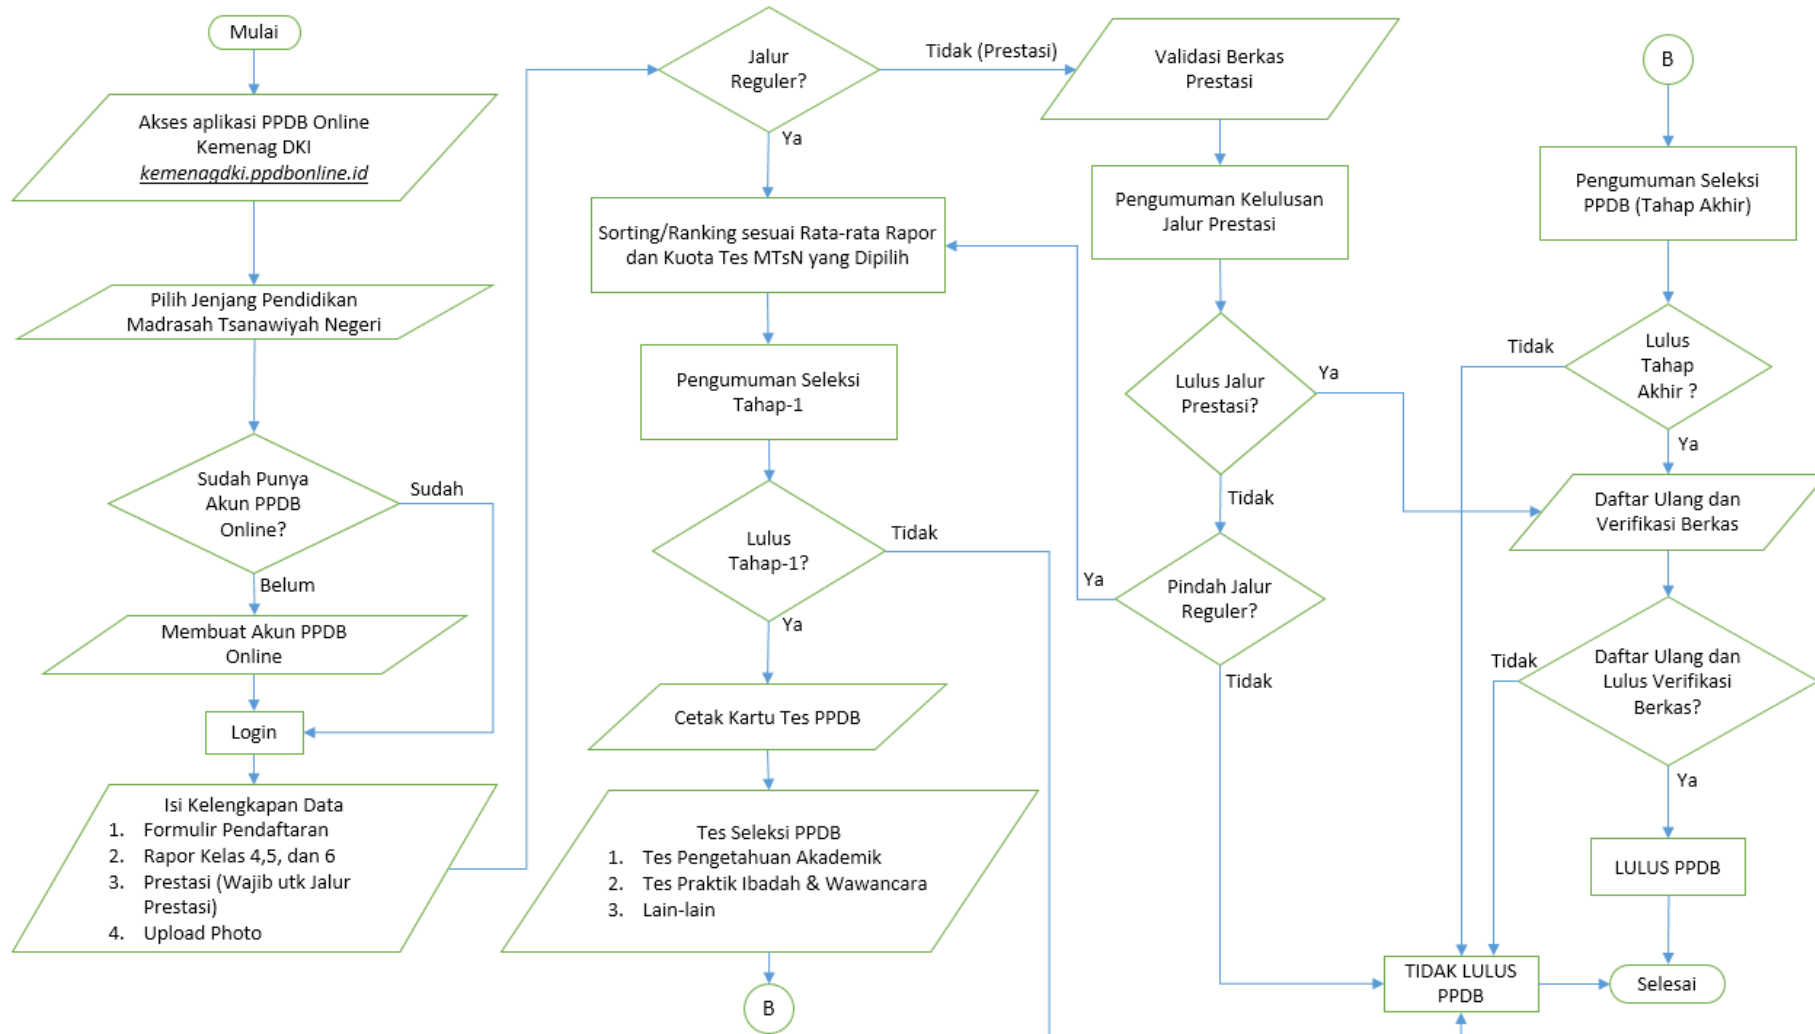 Mulai
Akses aplikasi PPDB Online
Kemenag DKI
kemenagdki.ppdbonline.id
Pilih Jenjang Pendidikan
Madrasah Tsanawiyah Negeri
Sudah Punya
Akun PPDB
Online?
Sudah
Belum
Membuat Akun PPDB
Online
Login
Isi Kelengkapan Data
1. Formulir Pendaftaran
2. Rapor Kelas 4,5, dan 6
3. Prestasi (Wajib utk Jalur
Prestasi)
4. Upload Photo
Jalur
Reguler?
Tidak (Prestasi)
Ya
Sorting/Ranking sesuai Rata-rata Rapor
dan Kuota Tes MTsN yang Dipilih
Pengumuman Seleksi
Tahap-1
Lulus
Tahap-1?
Tidak
Ya
Cetak Kartu Tes PPDB
Tes Seleksi PPDB
1. Tes Pengetahuan Akademik
2. Tes Praktik Ibadah & Wawancara
3. Lain-lain
B
Validasi Berkas
Prestasi
Pengumuman Kelulusan
Jalur Prestasi
Lulus Jalur
Prestasi?
Ya
Tidak
Pindah Jalur
Reguler?
Ya
Tidak
B
Pengumuman Seleksi
PPDB (Tahap Akhir)
Lulus
Tahap
Akhir ?
Tidak
Ya
Daftar Ulang dan
Verifikasi Berkas
Daftar Ulang dan
Lulus Verifikasi
Berkas?
Tidak
Ya
LULUS PPDB
TIDAK LULUS
PPDB
Selesai